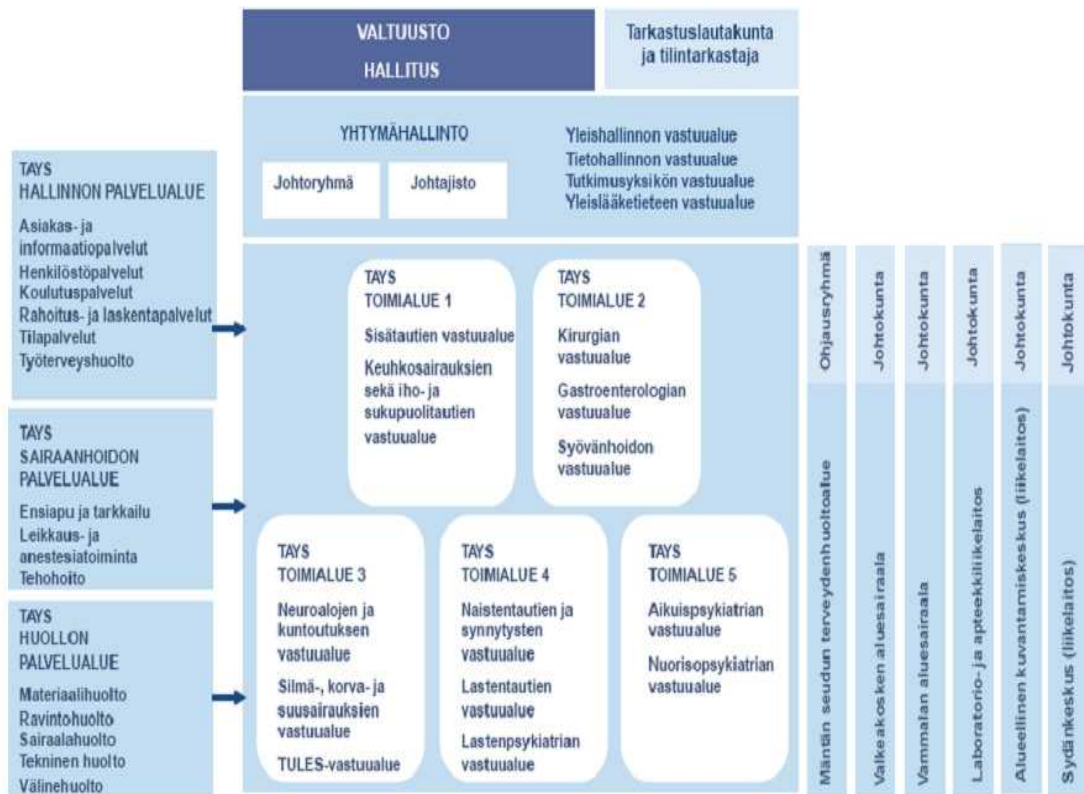 VALTUUSTO
HALLITUS
Tarkastuslautakunta
ja tilintarkastaja
YHTYMÄHALLINTO
Johtoryhmä
Johtajisto
Yleishallinnon vastuualue
Tietohallinnon vastuualue
Tutkimusyksikön vastuualue
Yleislääketieteen vastuualue
TAYS
HALLINNON PALVELUALUE
Asiakas- ja
informaatiopalvelut
Henkilöstöpalvelut
Koulutuspalvelut
Rahoitus- ja laskentapalvelut
Tilapalvelut
Työterveyshuolto
TAYS
SAIRAANHOIDON
PALVELUALUE
Ensiapu ja tarkkailu
Leikkaus- ja
anestesiatoiminta
Tehohoito
TAYS
HUOLLON
PALVELUALUE
Materiaalihuolto
Ravintohuolto
Sairaalahuolto
Tekninen huolto
Välinehuolto
TAYS
TOIMIALUE 1
Sisätautien vastuualue
Keuhkosairauksien
sekä iho- ja
sukupuolitautien
vastuualue
TAYS
TOIMIALUE 2
Kirurgian
vastuualue
Gastroenterologian
vastuualue
Syövänhoidon
vastuualue
TAYS
TOIMIALUE 3
Neuroalojen ja
kuntoutuksen
vastuualue
Silmä-, korva- ja
suusairauksien
vastuualue
TULES-vastuualue
TAYS
TOIMIALUE 4
Naistentautien ja
synnytysten
vastuualue
Lastentautien
vastuualue
Lastenpsykiatrian
vastuualue
TAYS
TOIMIALUE 5
Aikuispsykiatrian
vastuualue
Nuorisopsykiatrian
vastuualue
Ohjausryhmä
Mäntän seudun terveydenhuoltoalue
Johtokunta
Valkeakosken aluesairaala
Johtokunta
Vammalan aluesairaala
Johtokunta
Laboratorio- ja apteekkiliikelaitos
Johtokunta
Alueellinen kuvantamiskeskus (liikelaitos)
Johtokunta
Sydänkeskus (liikelaitos)